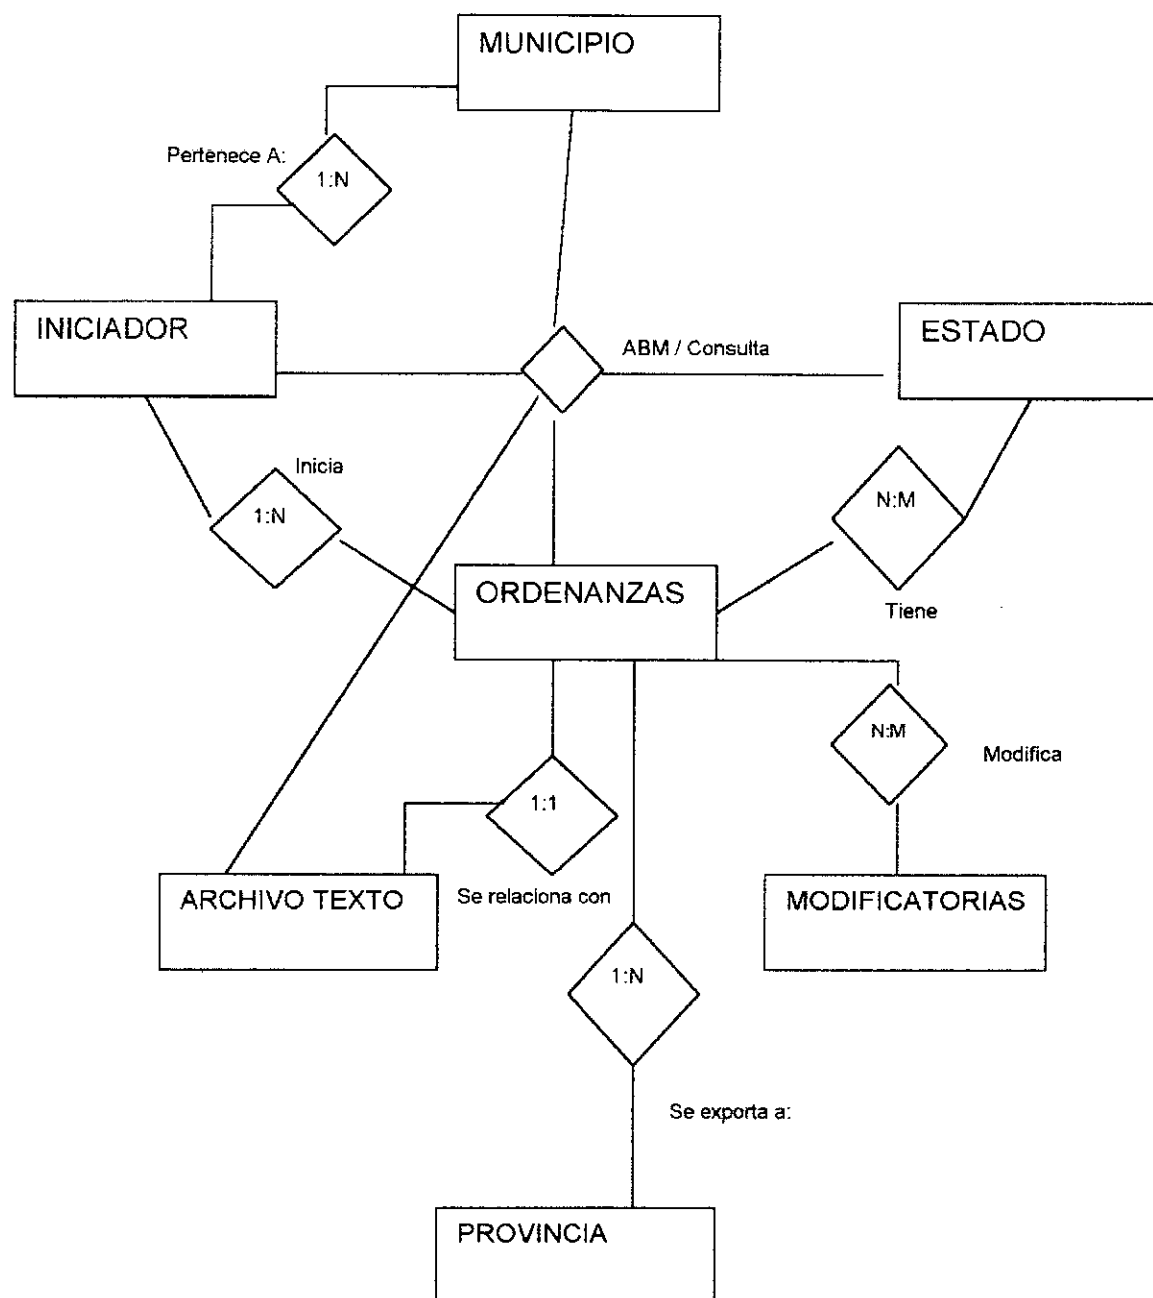 MUNICIPIO
Pertenece A:
1:N
INICIADOR
ABM / Consulta
ESTADO
Inicia
1:N
N:M
ORDENANZAS
Tiene
N:M
Modifica
1:1
ARCHIVO TEXTO
Se relaciona con
MODIFICATORIAS
1:N
Se exporta a:
PROVINCIA